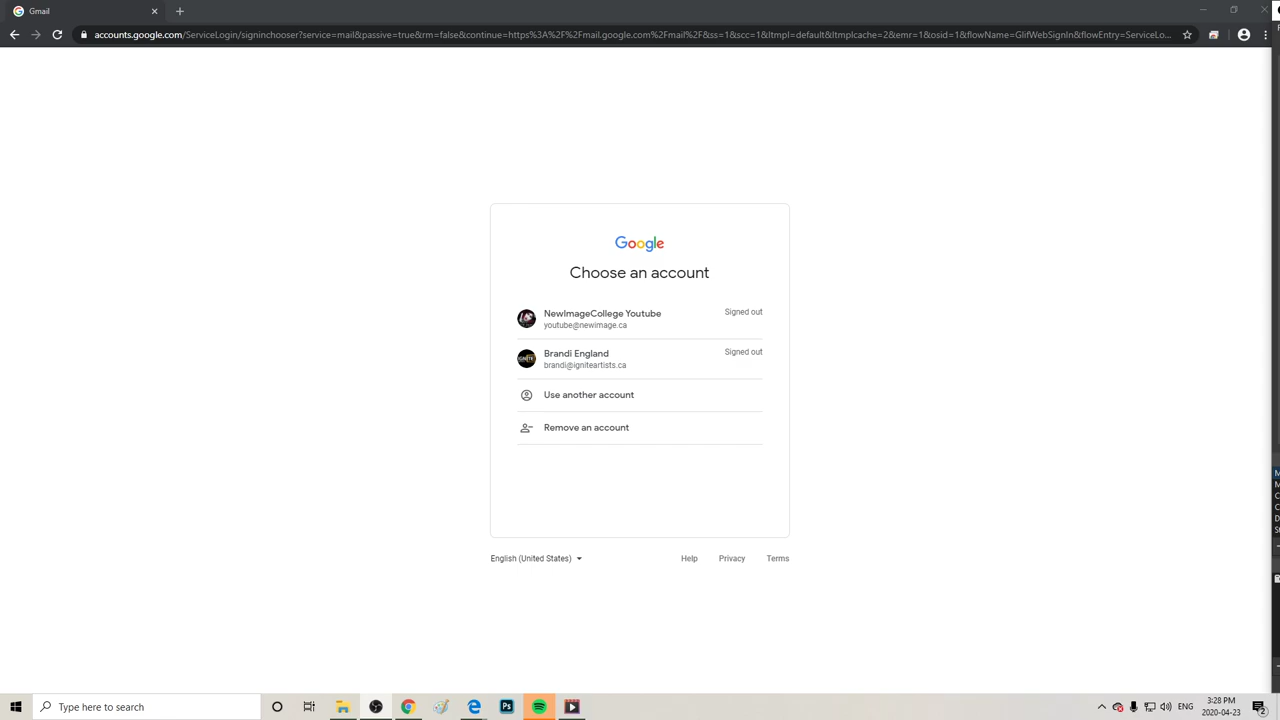 Gmail
accounts.google.com/ServiceLogin/signinchooser?service=mail&passive=true&rm=false&continue=https%3A%2F%2Fmail.google.com%2Fmail%2F&ss=1&scc=1&ltmpl=default&ltmplcache=2&emr=1&osid=1&flowName=GlifWebSignIn&flowEntry=ServiceLo...
Google
Choose an account
NewImageCollege Youtube
Signed out
youtube@newimage.ca
Brandi England
Signed out
brandi@igniteartists.ca
Use another account
Remove an account
English (United States)
Help Privacy Terms
Type here to search
Ps
ENG
3:28 PM
2020-04-23
2